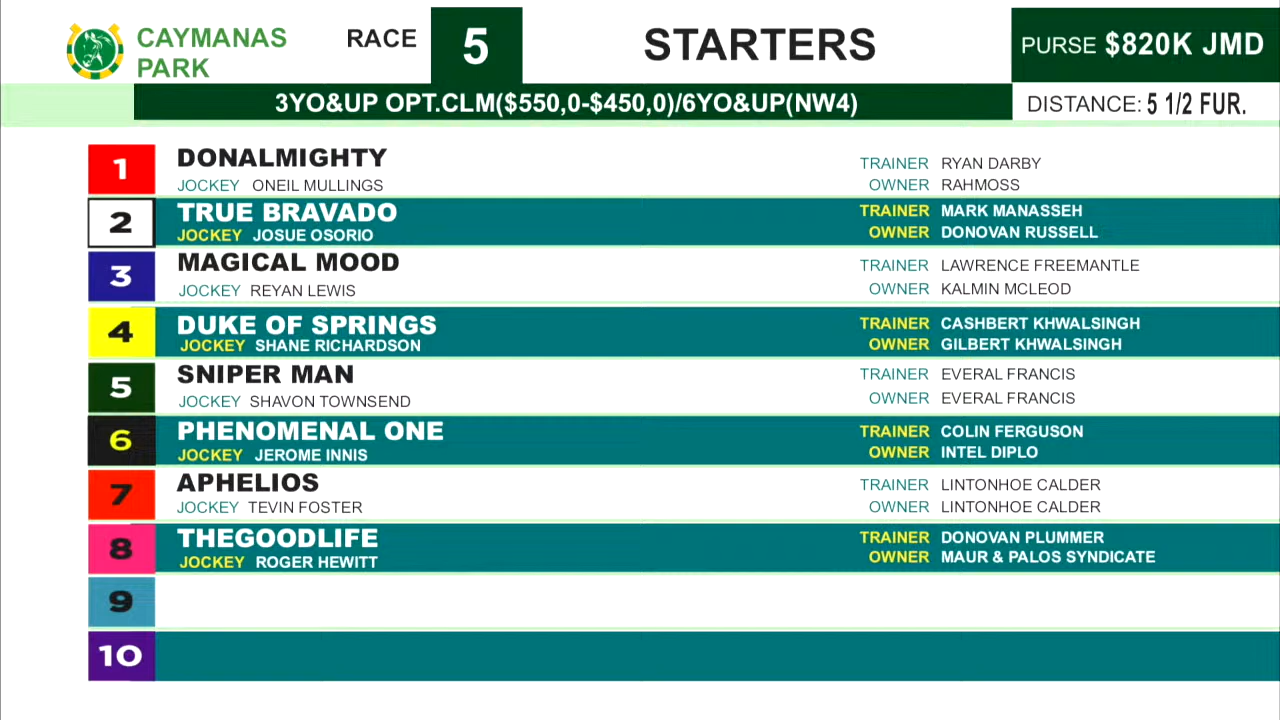 CAYMANAS
PARK
RACE 5
STARTERS
PURSE $820K JMD
3YO&UP OPT.CLM($550,0-$450,0)/6YO&UP(NW4)
DISTANCE: 5 1/2 FUR.
1 DONALMIGHTY
JOCKEY ONEIL MULLINGS
TRAINER RYAN DARBY
OWNER RAHMOSS
2 TRUE BRAVADO
JOCKEY JOSUE OSORIO
TRAINER MARK MANASSEH
OWNER DONOVAN RUSSELL
3 MAGICAL MOOD
JOCKEY REYAN LEWIS
TRAINER LAWRENCE FREEMANTLE
OWNER KALMIN MCLEOD
4 DUKE OF SPRINGS
JOCKEY SHANE RICHARDSON
TRAINER CASHBERT KHWALSINGH
OWNER GILBERT KHWALSINGH
5 SNIPER MAN
JOCKEY SHAVON TOWNSEND
TRAINER EVERAL FRANCIS
OWNER EVERAL FRANCIS
6 PHENOMENAL ONE
JOCKEY JEROME INNIS
TRAINER COLIN FERGUSON
OWNER INTEL DIPLO
7 APHELIOS
JOCKEY TEVIN FOSTER
TRAINER LINTONHOE CALDER
OWNER LINTONHOE CALDER
8 THEGOODLIFE
JOCKEY ROGER HEWITT
TRAINER DONOVAN PLUMMER
OWNER MAUR & PALOS SYNDICATE
9
10